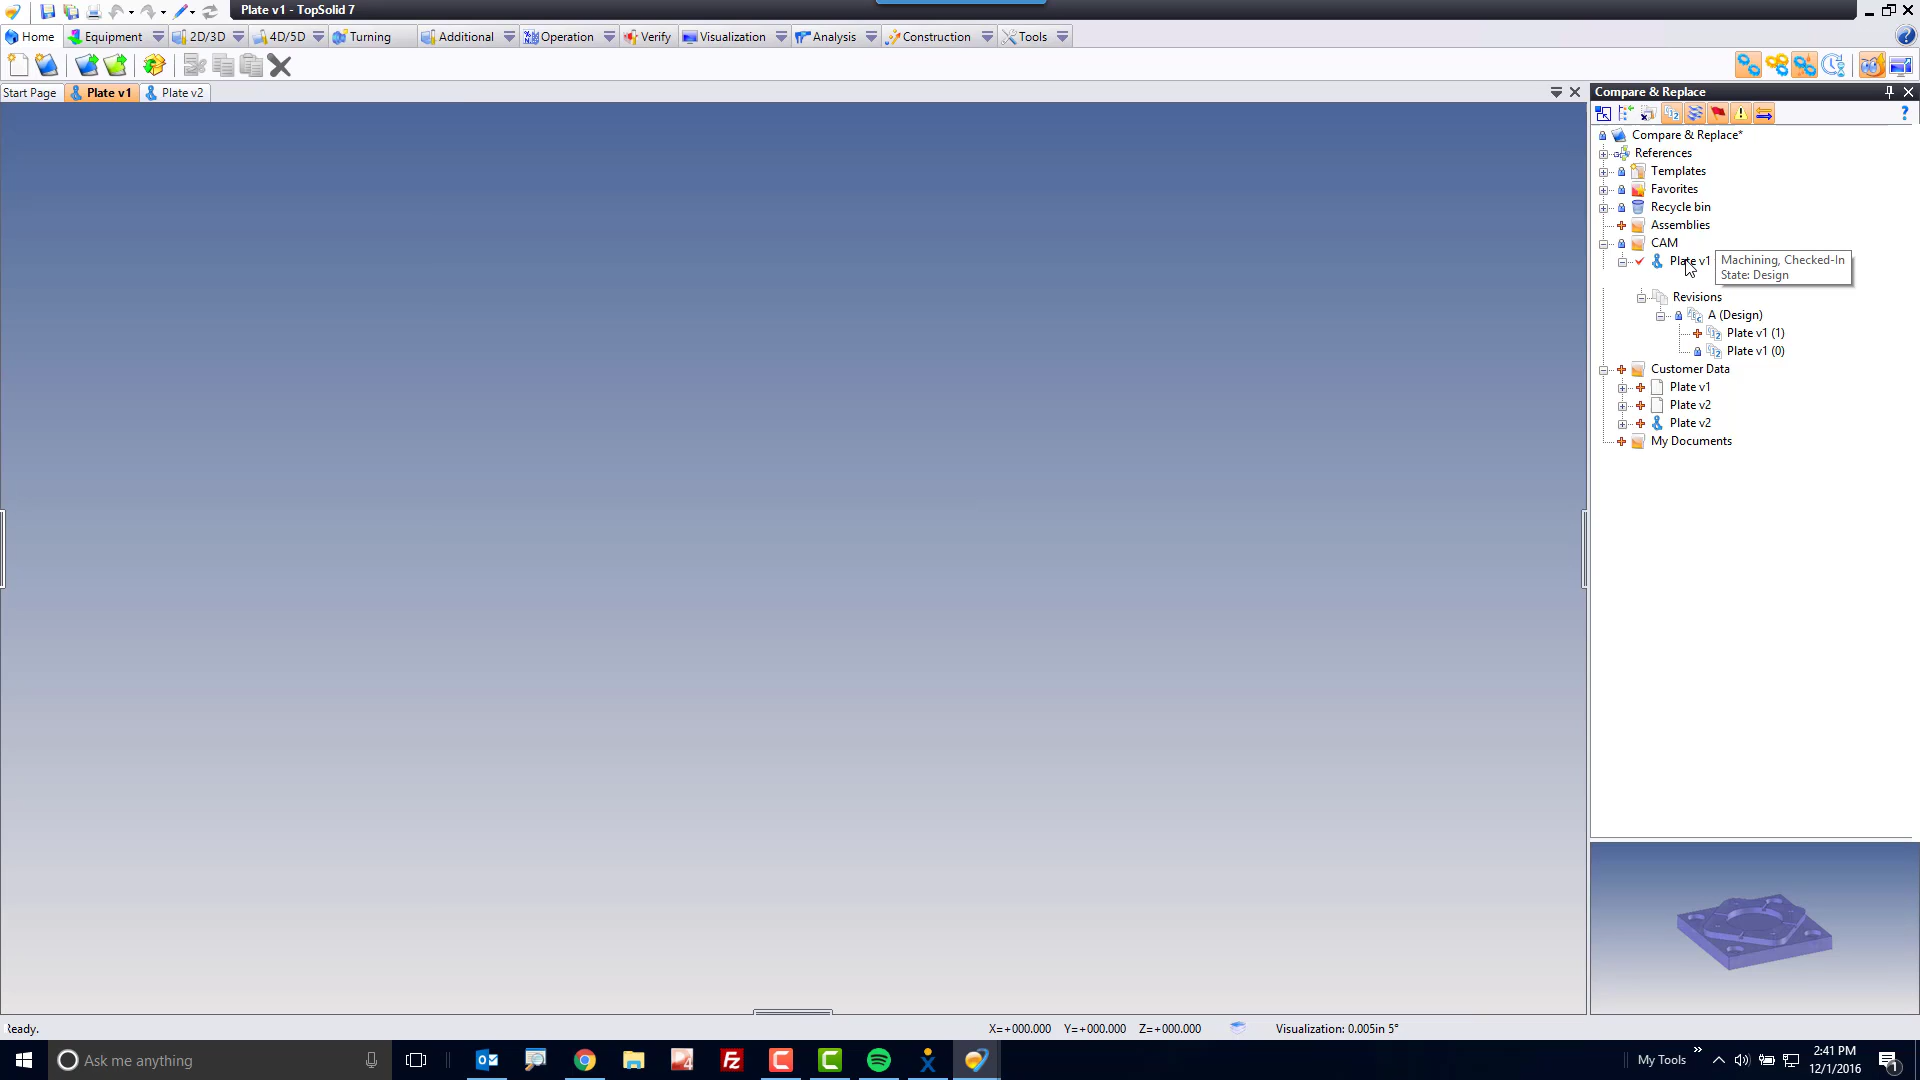 Plate v1 - TopSolid 7
Home Equipment 2D/3D 4D/5D Turning Additional Operation Verify Visualization Analysis Construction Tools
Start Page Plate v1 Plate v2
Compare & Replace
Compare & Replace*
References
Templates
Favorites
Recycle bin
Assemblies
CAM
Plate v1
Machining, Checked-In
State: Design
Revisions
A (Design)
Plate v1 (1)
Plate v1 (0)
Customer Data
Plate v1
Plate v2
Plate v2
My Documents
Ready.
X=+000.000 Y=+000.000 Z=+000.000 Visualization: 0.005in 5°
Ask me anything
My Tools
2:41 PM
12/1/2016